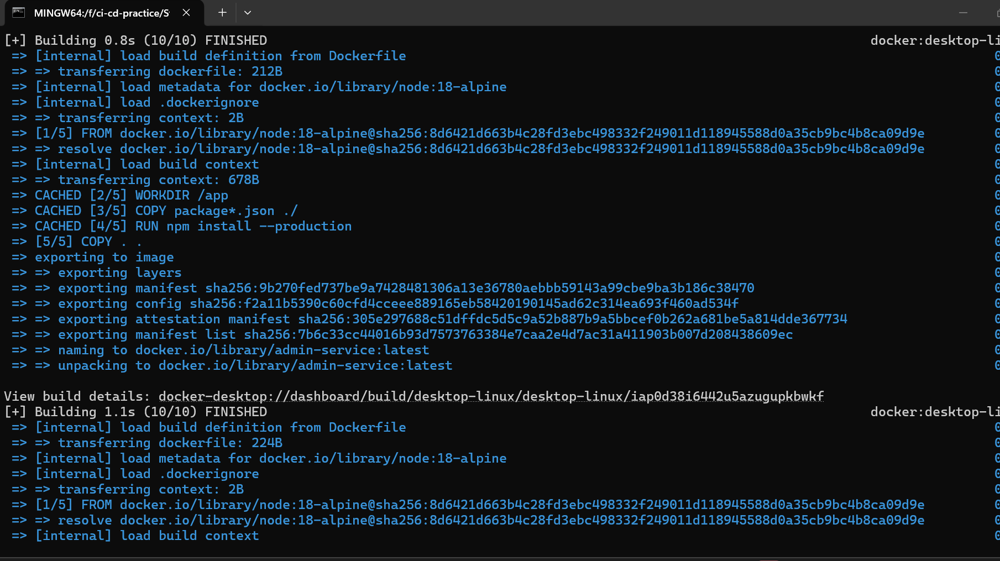 MINGW64:/f/ci-cd-practice/S
[+] Building 0.8s (10/10) FINISHED docker:desktop-li
=> [internal] load build definition from Dockerfile 0
=> => transferring dockerfile: 212B 0
=> [internal] load metadata for docker.io/library/node:18-alpine 0
=> [internal] load .dockerignore 0
=> => transferring context: 2B 0
=> [1/5] FROM docker.io/library/node:18-alpine@sha256:8d6421d663b4c28fd3ebc498332f249011d118945588d0a35cb9bc4b8ca09d9e 0
=> => resolve docker.io/library/node:18-alpine@sha256:8d6421d663b4c28fd3ebc498332f249011d118945588d0a35cb9bc4b8ca09d9e 0
=> [internal] load build context 0
=> => transferring context: 678B 0
=> CACHED [2/5] WORKDIR /app 0
=> CACHED [3/5] COPY package*.json ./ 0
=> CACHED [4/5] RUN npm install --production 0
=> [5/5] COPY . . 0
=> exporting to image 0
=> => exporting layers 0
=> => exporting manifest sha256:9b270fed737be9a7428481306a13e36780aebbb59143a99cbe9ba3b186c38470 0
=> => exporting config sha256:f2a11b5390c60cfd4cceee889165eb58420190145ad62c314ea693f460ad534f 0
=> => exporting attestation manifest sha256:305e297688c51dffdc5d5c9a52b887b9a5bbcef0b262a681be5a814dde367734 0
=> => exporting manifest list sha256:7b6c33cc44016b93d7573763384e7caa2e4d7ac31a411903b007d208438609ec 0
=> => naming to docker.io/library/admin-service:latest 0
=> => unpacking to docker.io/library/admin-service:latest 0
View build details: docker-desktop://dashboard/build/desktop-linux/desktop-linux/iap0d38i6442u5azugupkbwkf
[+] Building 1.1s (10/10) FINISHED docker:desktop-li
=> [internal] load build definition from Dockerfile 0
=> => transferring dockerfile: 224B 0
=> [internal] load metadata for docker.io/library/node:18-alpine 0
=> [internal] load .dockerignore 0
=> => transferring context: 2B 0
=> [1/5] FROM docker.io/library/node:18-alpine@sha256:8d6421d663b4c28fd3ebc498332f249011d118945588d0a35cb9bc4b8ca09d9e 0
=> => resolve docker.io/library/node:18-alpine@sha256:8d6421d663b4c28fd3ebc498332f249011d118945588d0a35cb9bc4b8ca09d9e 0
=> [internal] load build context 0